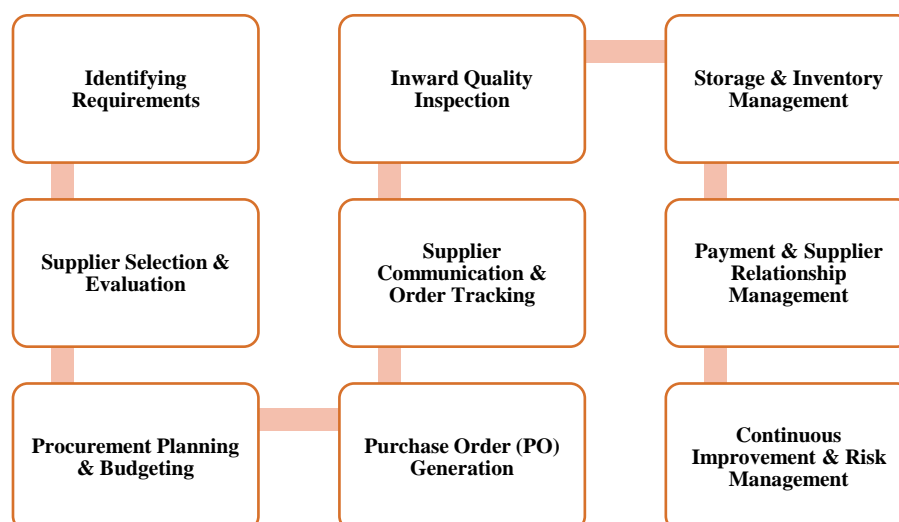 Identifying
Requirements
Supplier Selection &
Evaluation
Procurement Planning
& Budgeting
Purchase Order (PO)
Generation
Supplier
Communication &
Order Tracking
Inward Quality
Inspection
Storage & Inventory
Management
Payment & Supplier
Relationship
Management
Continuous
Improvement & Risk
Management